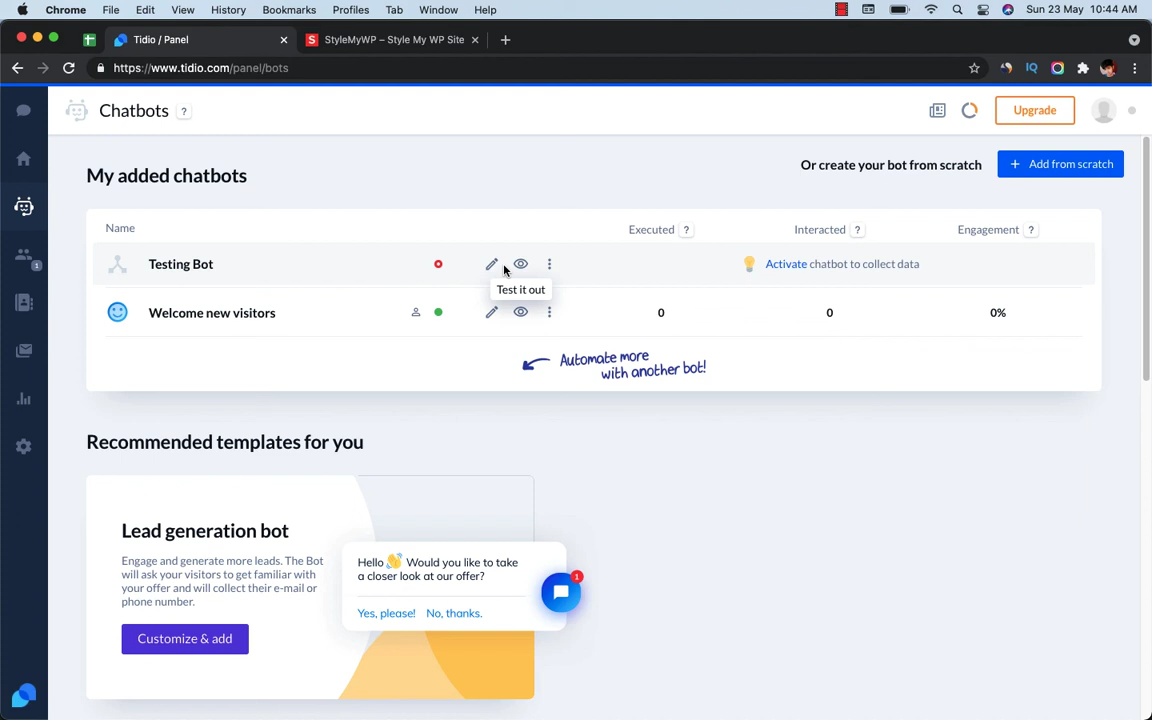 Chrome File Edit View History Bookmarks Profiles Tab Window Help Sun 23 May 10:44 AM
Tidio / Panel StyleMyWP – Style My WP Site
https://www.tidio.com/panel/bots
IQ
Chatbots ? Upgrade
My added chatbots Or create your bot from scratch + Add from scratch
Name Executed ? Interacted ? Engagement ?
Testing Bot Activate chatbot to collect data
Test it out
Welcome new visitors 0 0 0%
Automate more
with another bot!
1
Recommended templates for you
Lead generation bot
Engage and generate more leads. The Bot
will ask your visitors to get familiar with
your offer and will collect their e-mail or
phone number.
Customize & add
Hello 👋 Would you like to take
a closer look at our offer?
Yes, please! No, thanks.
1